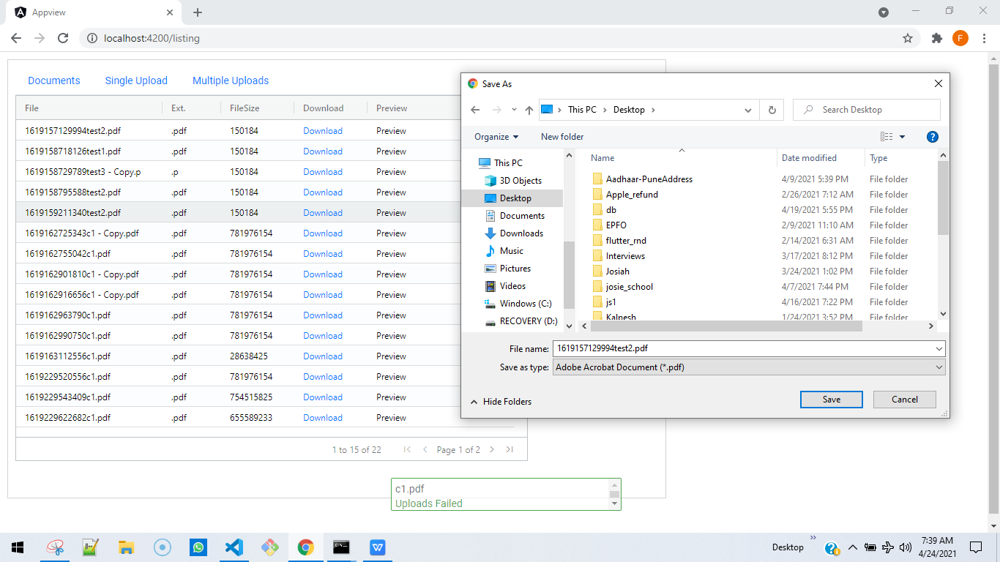 Appview
localhost:4200/listing
F
Documents Single Upload Multiple Uploads
File Ext. FileSize Download Preview
1619157129994test2.pdf .pdf 150184 Download Preview
1619158718126test1.pdf .pdf 150184 Download Preview
1619158729789test3 - Copy.p .p 150184 Download Preview
1619158795588test2.pdf .pdf 150184 Download Preview
1619159211340test2.pdf .pdf 150184 Download Preview
1619162725343c1 - Copy.pdf .pdf 781976154 Download Preview
1619162755042c1.pdf .pdf 781976154 Download Preview
1619162901810c1 - Copy.pdf .pdf 781976154 Download Preview
1619162916656c1 - Copy.pdf .pdf 781976154 Download Preview
1619162963790c1.pdf .pdf 781976154 Download Preview
1619162990750c1.pdf .pdf 781976154 Download Preview
1619163112556c1.pdf .pdf 28638425 Download Preview
1619229520556c1.pdf .pdf 781976154 Download Preview
1619229543409c1.pdf .pdf 754515825 Download Preview
1619229622682c1.pdf .pdf 655589233 Download Preview
1 to 15 of 22 Page 1 of 2
c1.pdf
Uploads Failed
Save As
This PC Desktop Search Desktop
Organize New folder
This PC
3D Objects
Desktop
Documents
Downloads
Music
Pictures
Videos
Windows (C:)
RECOVERY (D:)
Name Date modified Type
Aadhaar-PuneAddress 4/9/2021 5:39 PM File folder
Apple_refund 2/26/2021 7:12 AM File folder
db 4/19/2021 5:55 PM File folder
EPFO 2/9/2021 11:10 AM File folder
flutter_rnd 2/14/2021 6:31 AM File folder
Interviews 3/17/2021 8:12 PM File folder
Josiah 3/24/2021 1:02 PM File folder
josie_school 4/7/2021 7:44 PM File folder
js1 4/16/2021 7:22 PM File folder
Kalpesh 1/24/2021 3:52 PM File folder
File name: 1619157129994test2.pdf
Save as type: Adobe Acrobat Document (*.pdf)
Hide Folders Save Cancel
Desktop
7:39 AM
4/24/2021